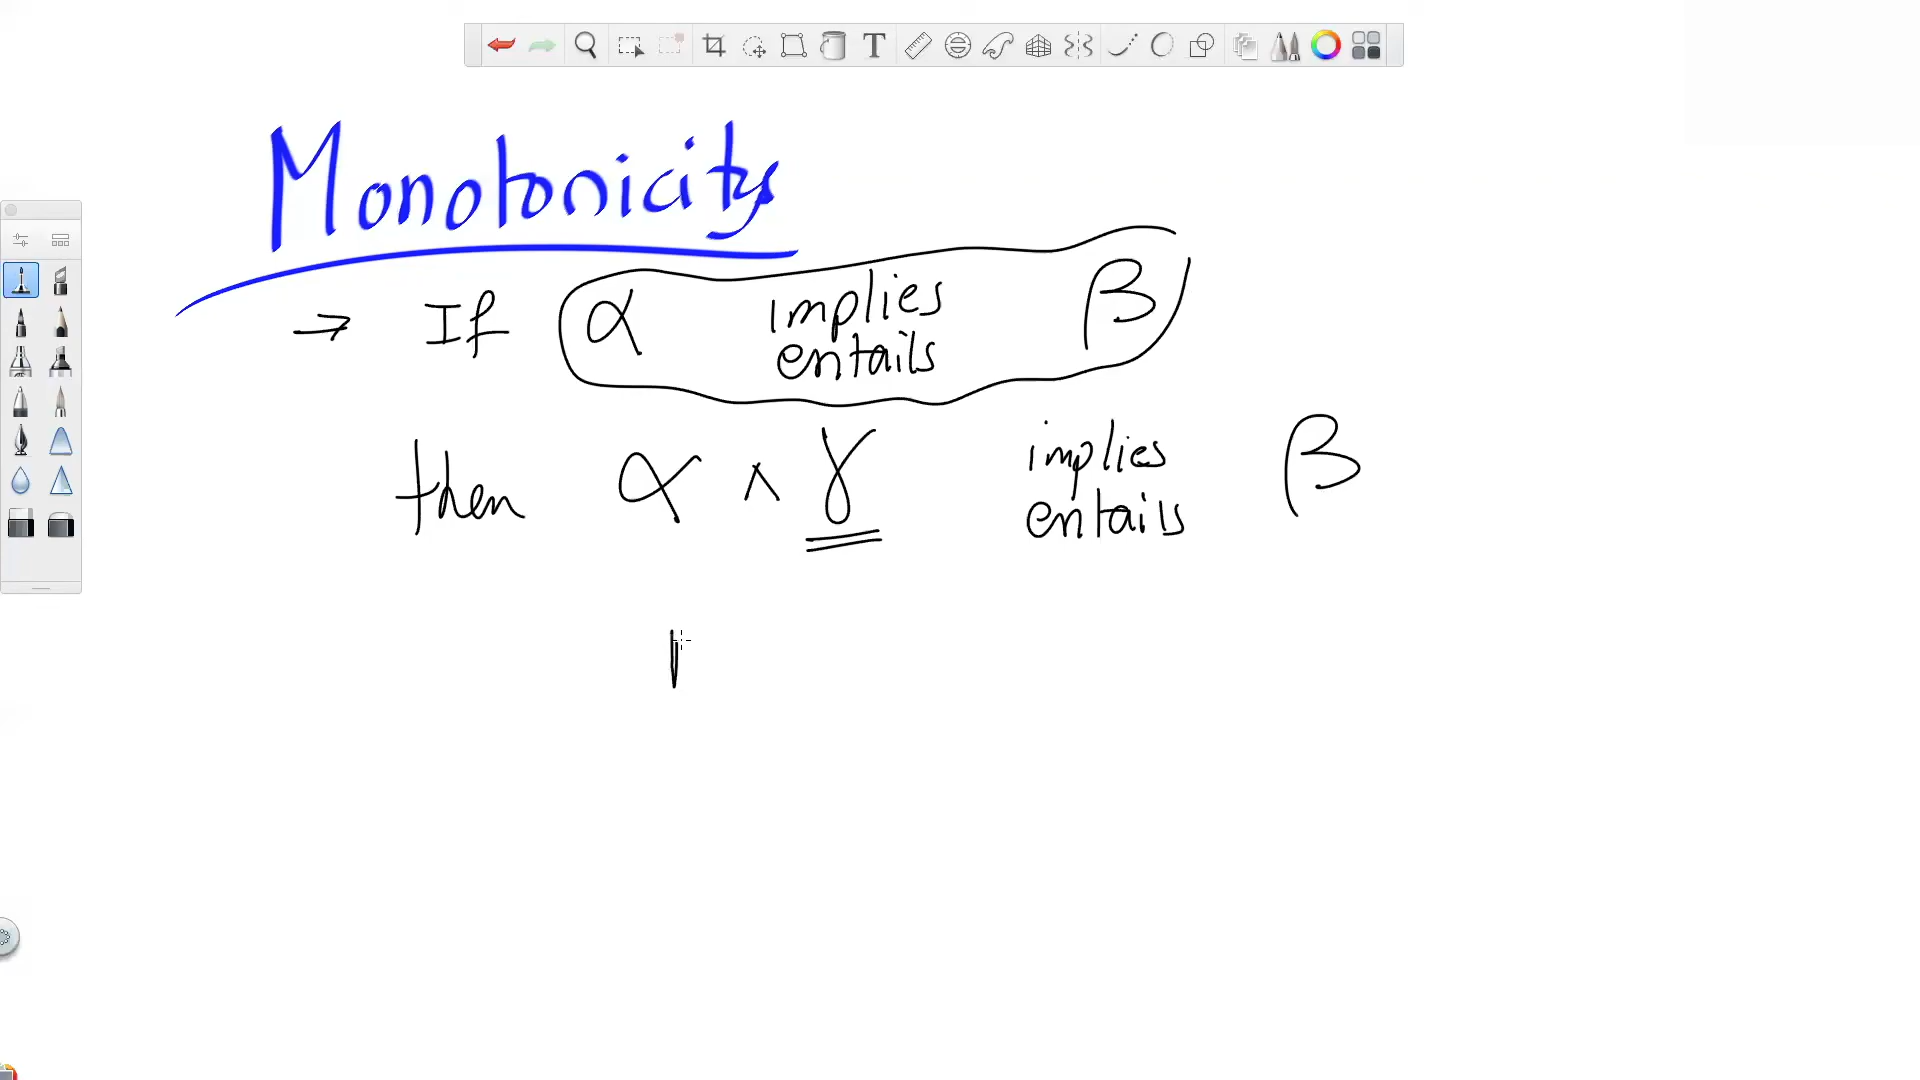 Monotonicity
→ If α implies entails β
then α ∧ γ implies entails β